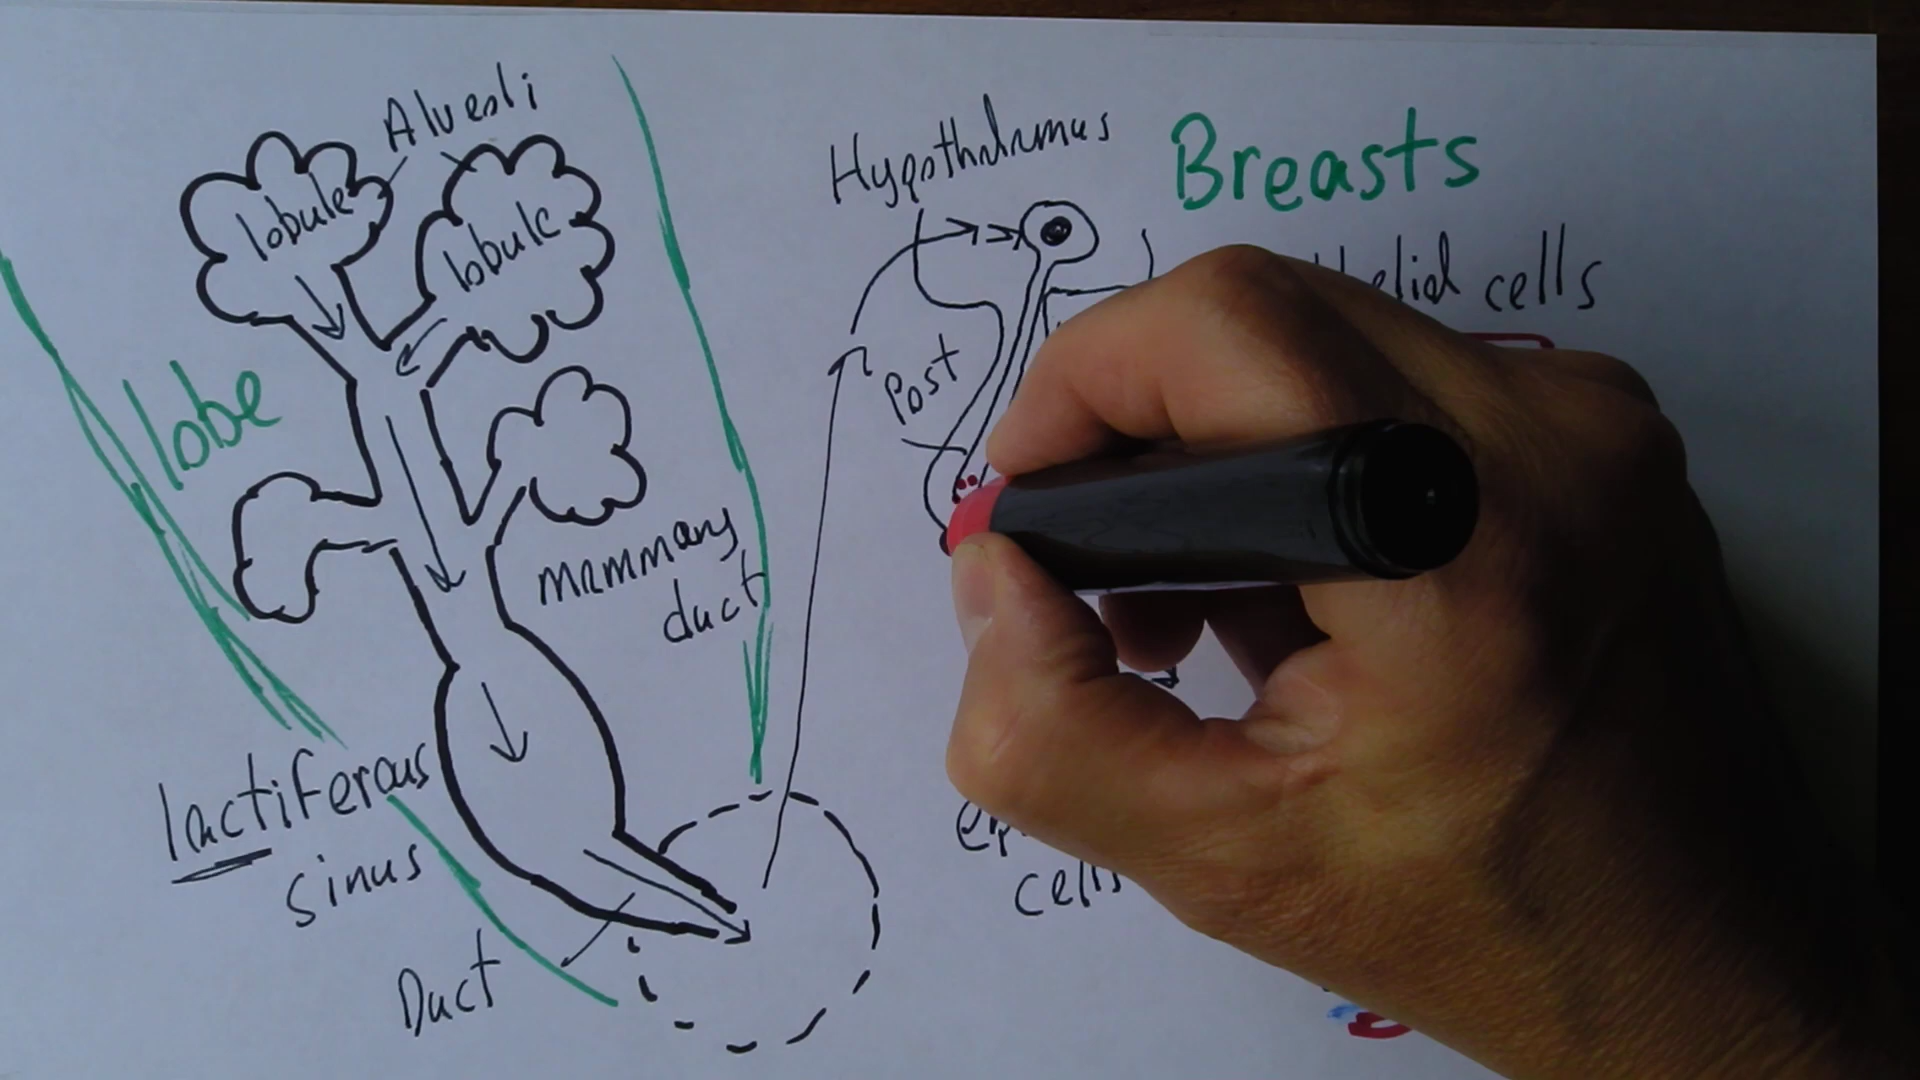 Alveoli
lobule
lobule
lobe
mammary
duct
lactiferous
sinus
Duct
Hypothalamus
Post
Breasts
cells
cells